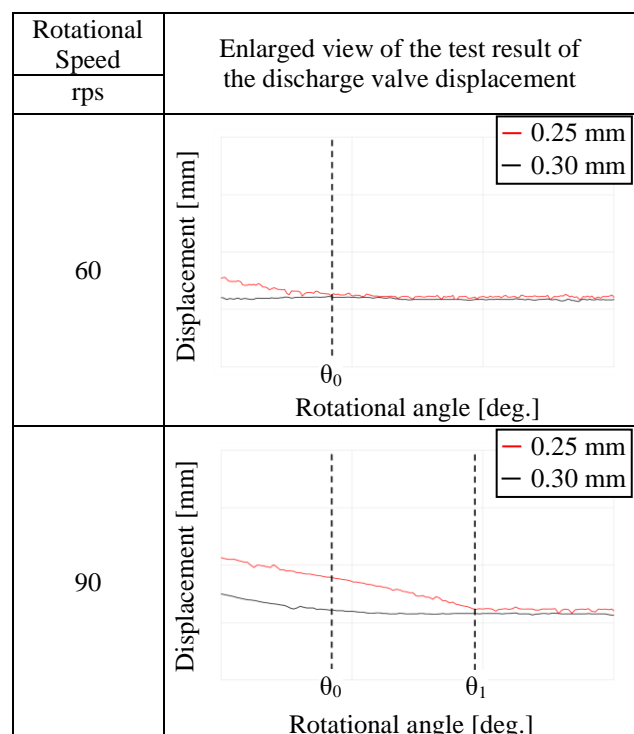 Rotational
Speed
rps
Enlarged view of the test result of
the discharge valve displacement
60
Displacement [mm]
0.25 mm
0.30 mm
θ₀
Rotational angle [deg.]
90
Displacement [mm]
0.25 mm
0.30 mm
θ₀
θ₁
Rotational angle [deg.]